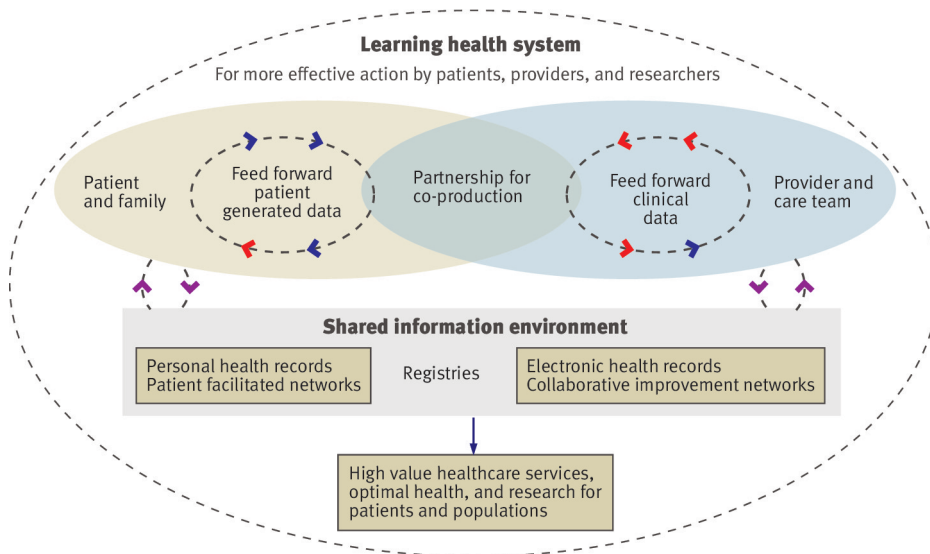 Learning health system
For more effective action by patients, providers, and researchers
Patient
and family
Feed forward
patient
generated data
Partnership for
co-production
Feed forward
clinical
data
Provider and
care team
Shared information environment
Personal health records
Patient facilitated networks
Registries
Electronic health records
Collaborative improvement networks
High value healthcare services,
optimal health, and research for
patients and populations